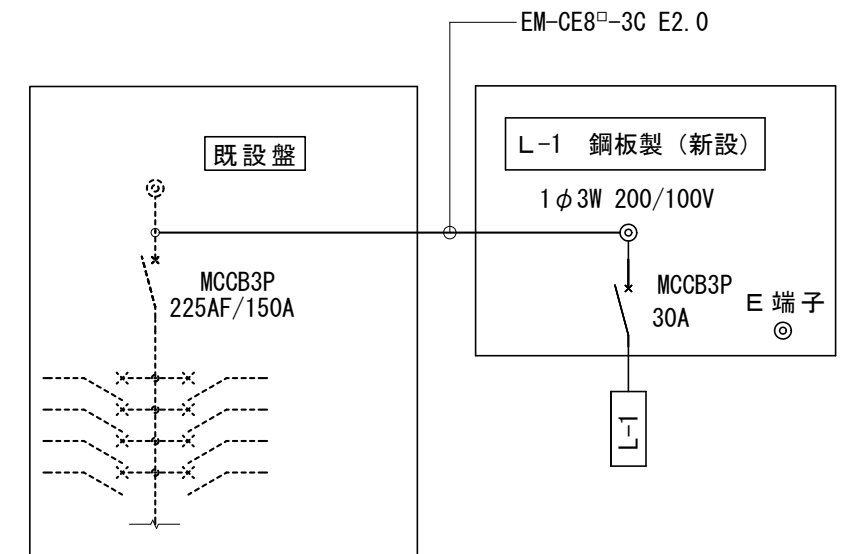 EM-CE8□-3C E2.0
既設盤
L-1 鋼板製（新設）
1φ3W 200/100V
MCCB3P
225AF/150A
MCCB3P
30A
E端子
L-1